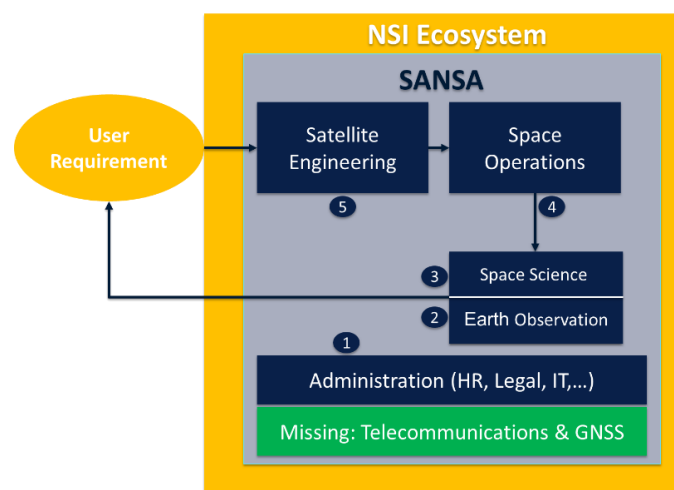 NSI Ecosystem
SANSA
User
Requirement
Satellite
Engineering
Space
Operations
5
4
3
Space Science
2
Earth Observation
1
Administration (HR, Legal, IT,...)
Missing: Telecommunications & GNSS